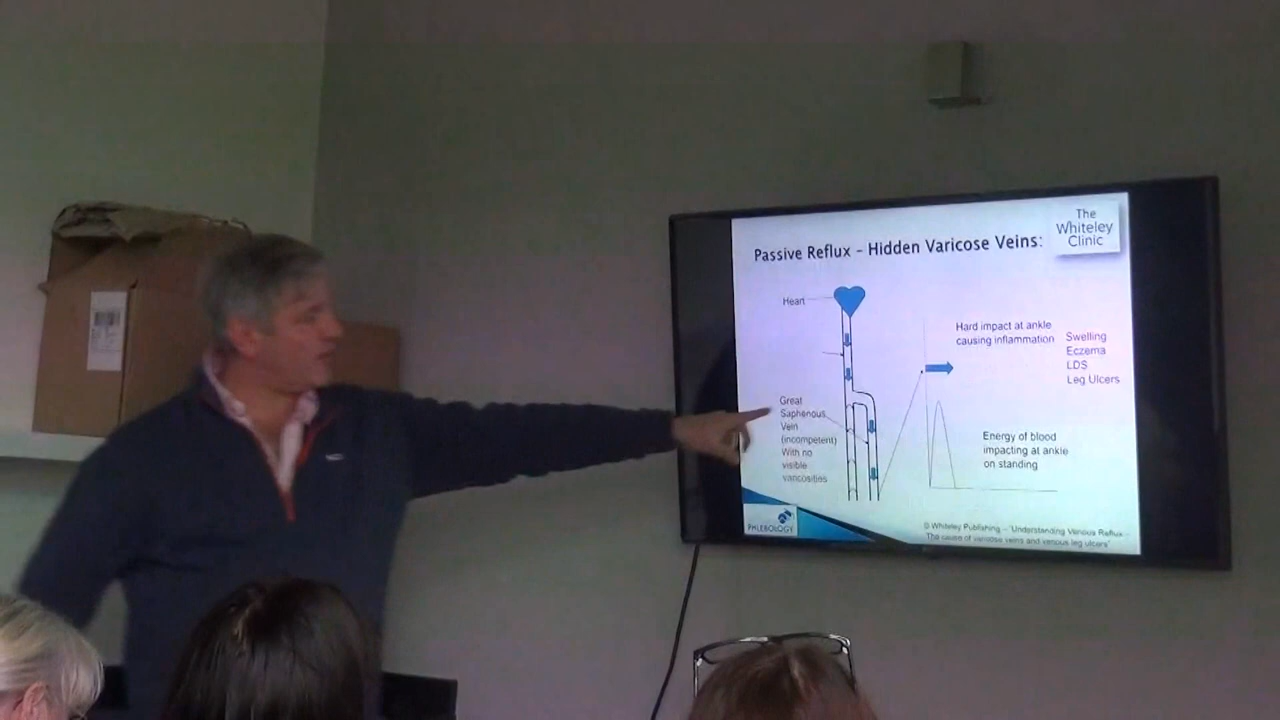 The
Whiteley
Clinic
Passive Reflux – Hidden Varicose Veins:
Heart
Hard impact at ankle
causing inflammation
Swelling
Eczema
LDS
Leg Ulcers
Great
Saphenous
Vein
(incompetent)
With no
visible
varicosities
Energy of blood
impacting at ankle
on standing
PHLEBOLOGY
© Whiteley Publishing – "Understanding Venous Reflux –
The cause of varicose veins and venous leg ulcers"